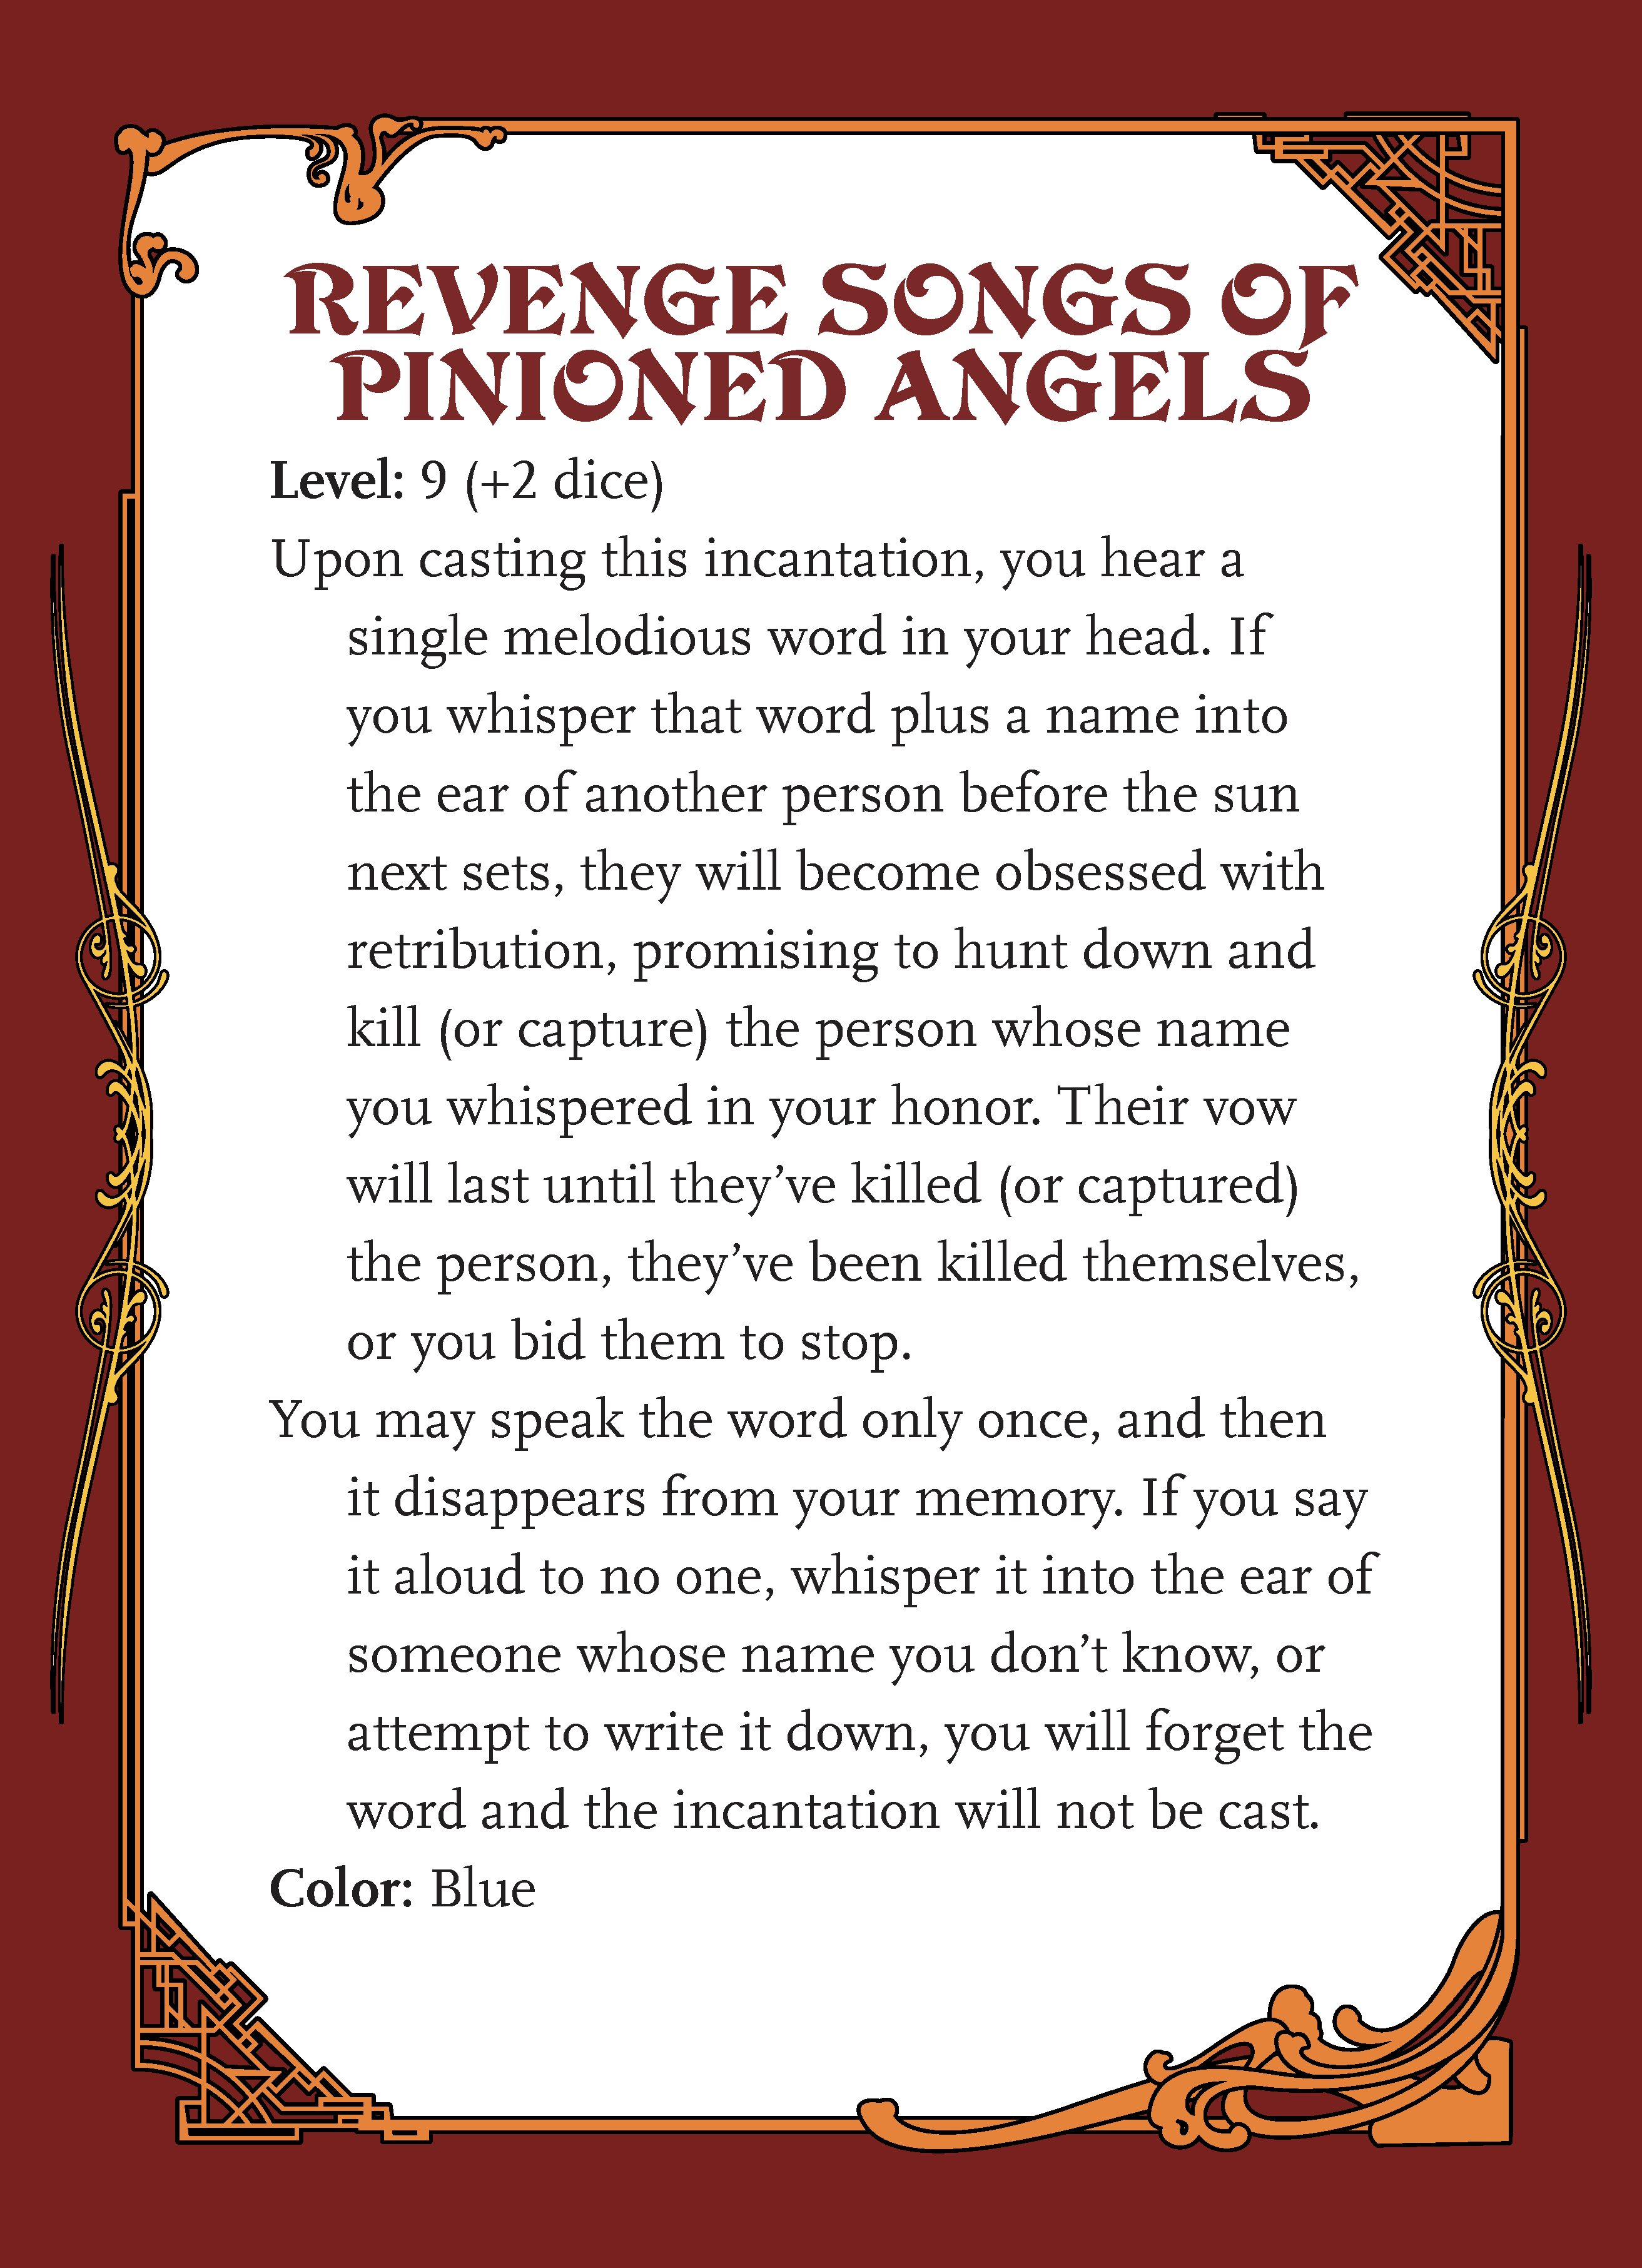 REVENGE SONGS OF
PINIONED ANGELS
Level: 9 (+2 dice)
Upon casting this incantation, you hear a
single melodious word in your head. If
you whisper that word plus a name into
the ear of another person before the sun
next sets, they will become obsessed with
retribution, promising to hunt down and
kill (or capture) the person whose name
you whispered in your honor. Their vow
will last until they’ve killed (or captured)
the person, they’ve been killed themselves,
or you bid them to stop.
You may speak the word only once, and then
it disappears from your memory. If you say
it aloud to no one, whisper it into the ear of
someone whose name you don’t know, or
attempt to write it down, you will forget the
word and the incantation will not be cast.
Color: Blue